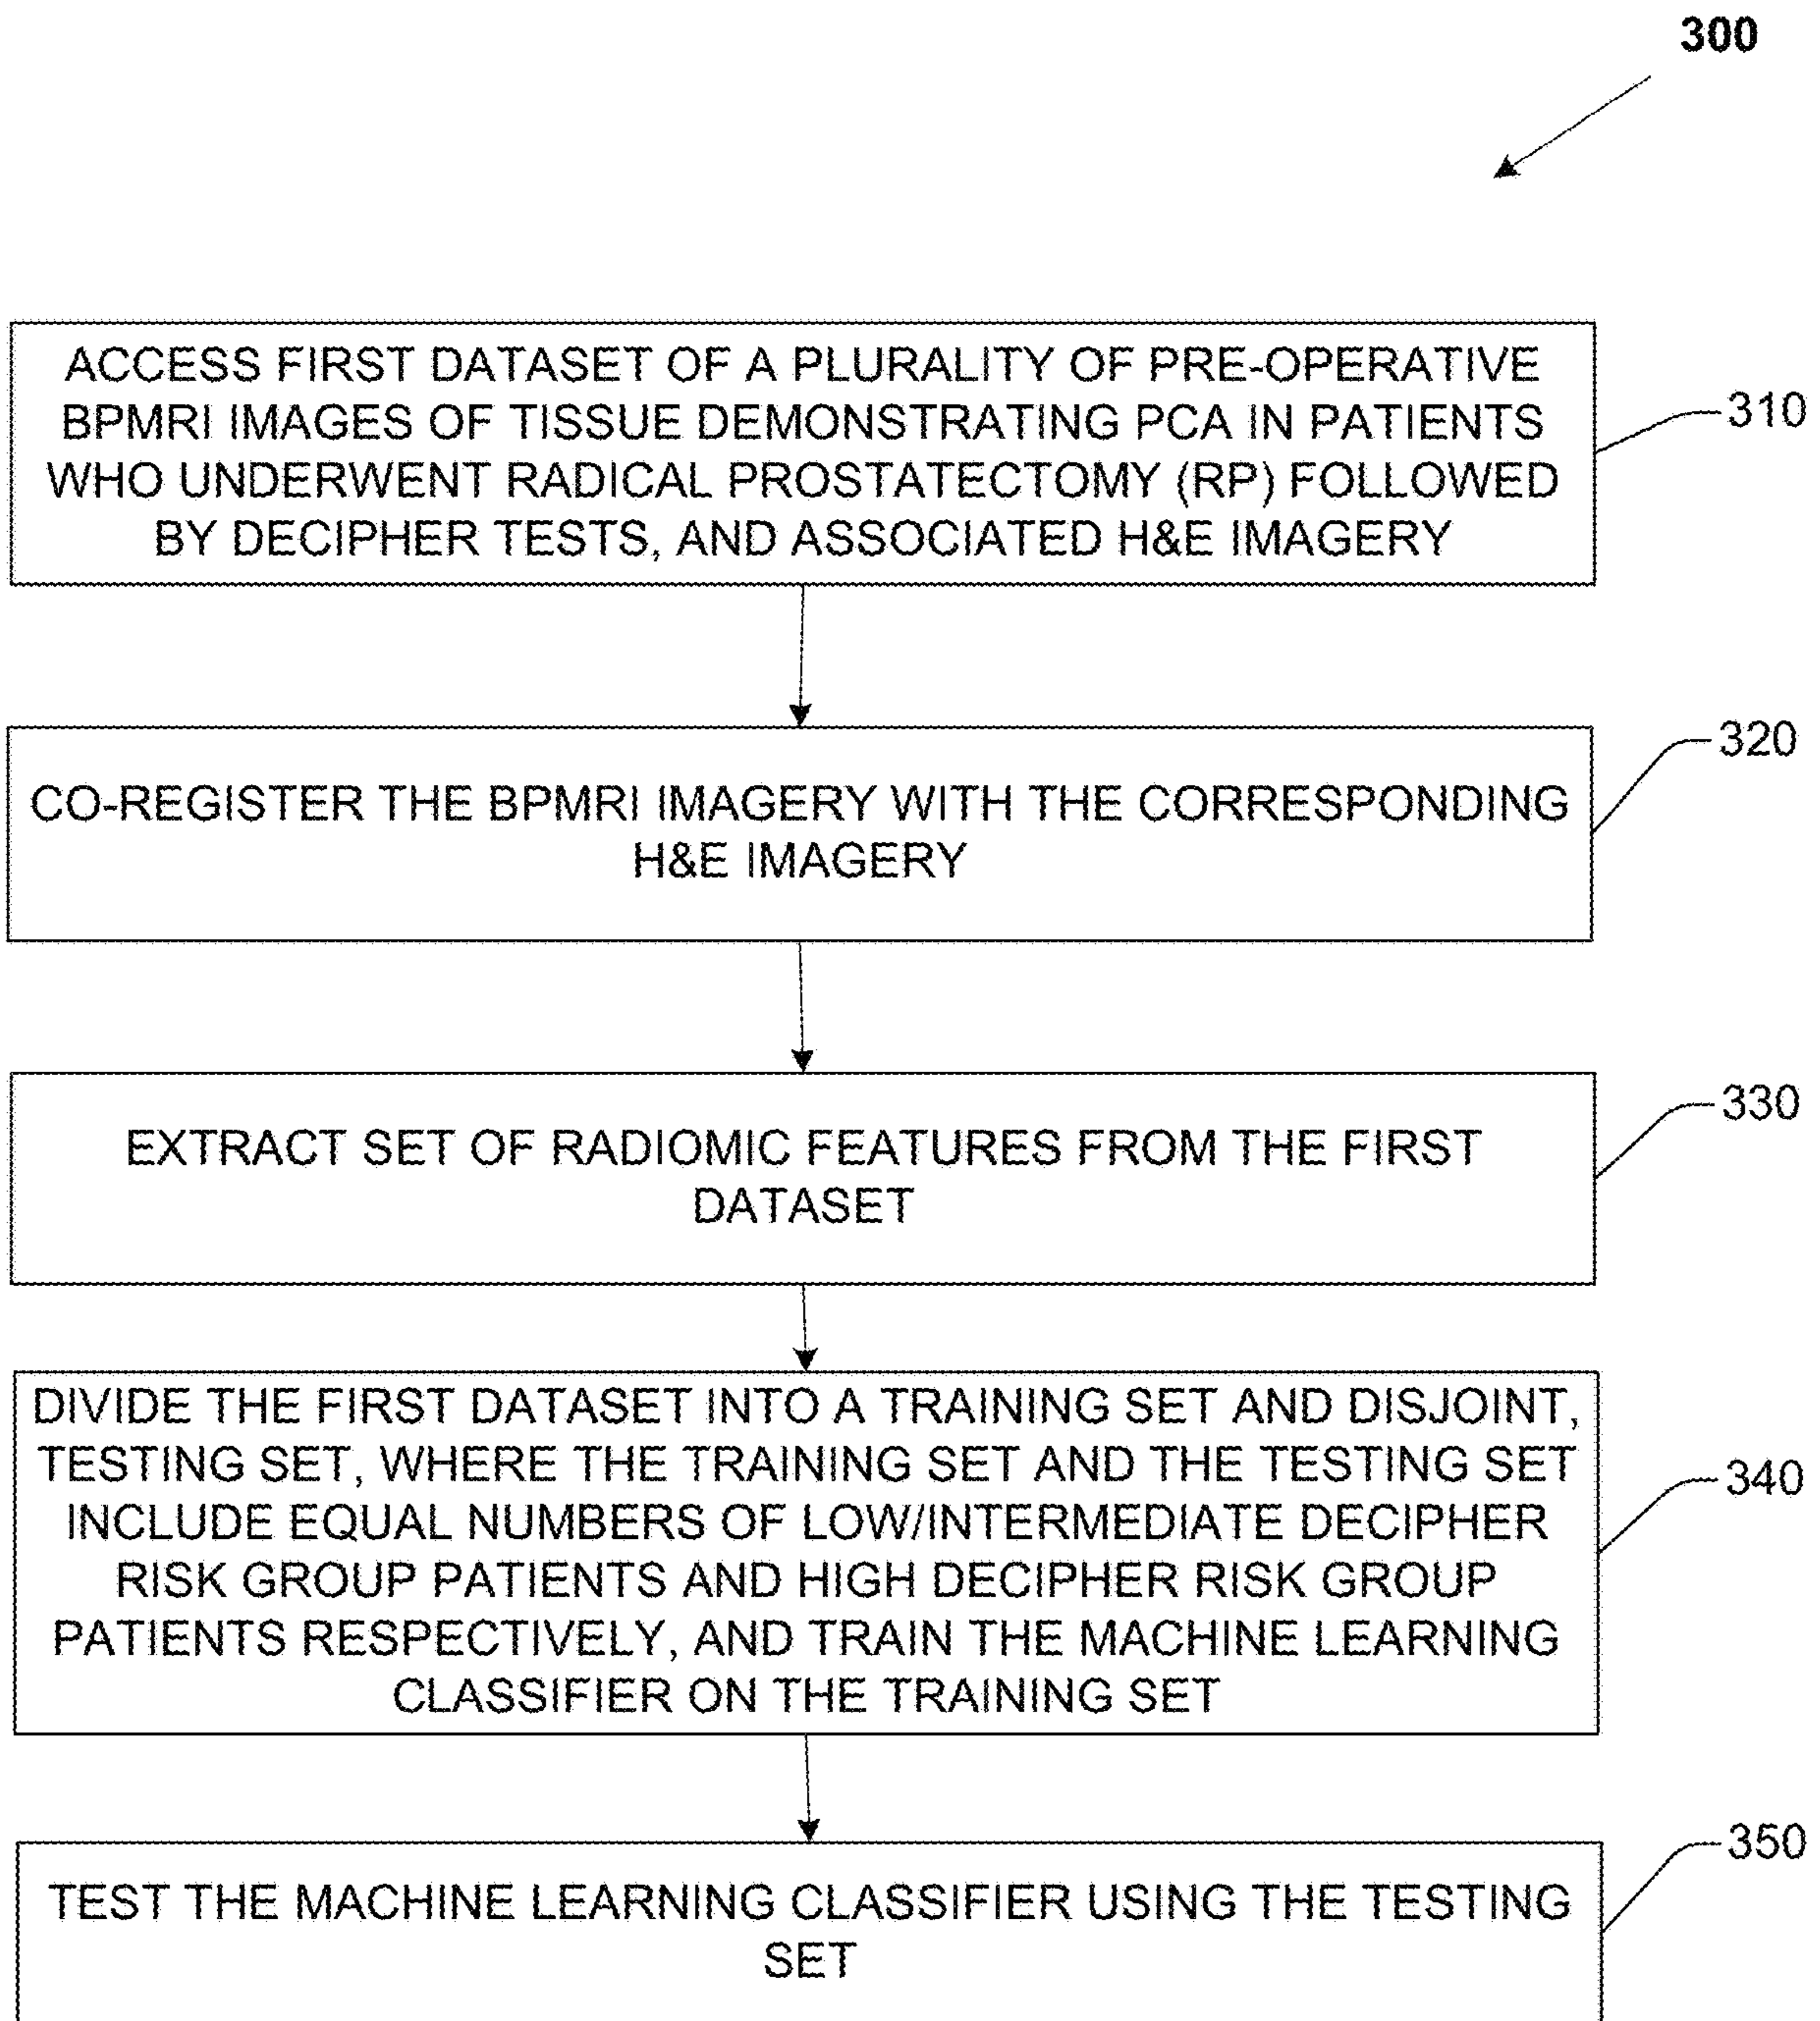 300
ACCESS FIRST DATASET OF A PLURALITY OF PRE-OPERATIVE
BPMRI IMAGES OF TISSUE DEMONSTRATING PCA IN PATIENTS
WHO UNDERWENT RADICAL PROSTATECTOMY (RP) FOLLOWED
BY DECIPHER TESTS, AND ASSOCIATED H&E IMAGERY
310
CO-REGISTER THE BPMRI IMAGERY WITH THE CORRESPONDING
H&E IMAGERY
320
EXTRACT SET OF RADIOMIC FEATURES FROM THE FIRST
DATASET
330
DIVIDE THE FIRST DATASET INTO A TRAINING SET AND DISJOINT,
TESTING SET, WHERE THE TRAINING SET AND THE TESTING SET
INCLUDE EQUAL NUMBERS OF LOW/INTERMEDIATE DECIPHER
RISK GROUP PATIENTS AND HIGH DECIPHER RISK GROUP
PATIENTS RESPECTIVELY, AND TRAIN THE MACHINE LEARNING
CLASSIFIER ON THE TRAINING SET
340
TEST THE MACHINE LEARNING CLASSIFIER USING THE TESTING
SET
350